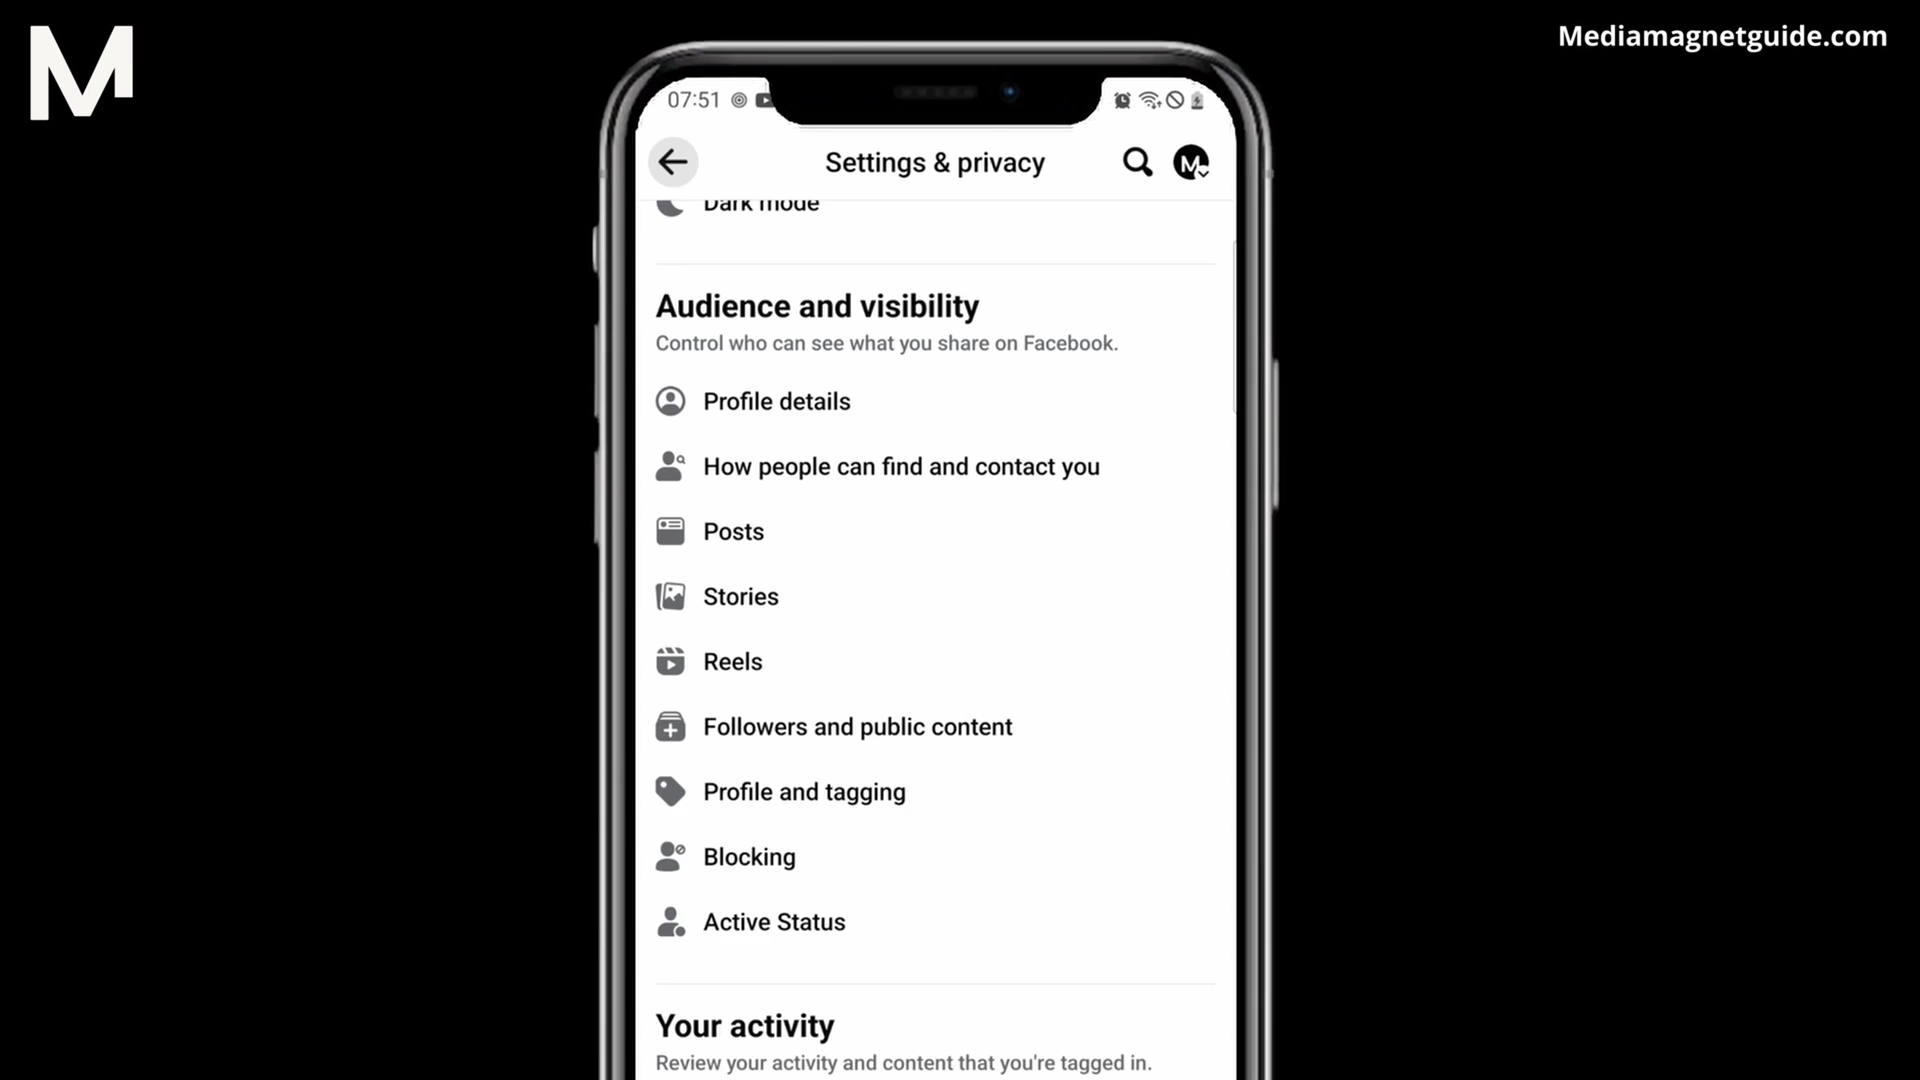 M
Mediamagnetguide.com
07:51
Settings & privacy
M
Dark mode
Audience and visibility
Control who can see what you share on Facebook.
Profile details
How people can find and contact you
Posts
Stories
Reels
Followers and public content
Profile and tagging
Blocking
Active Status
Your activity
Review your activity and content that you're tagged in.